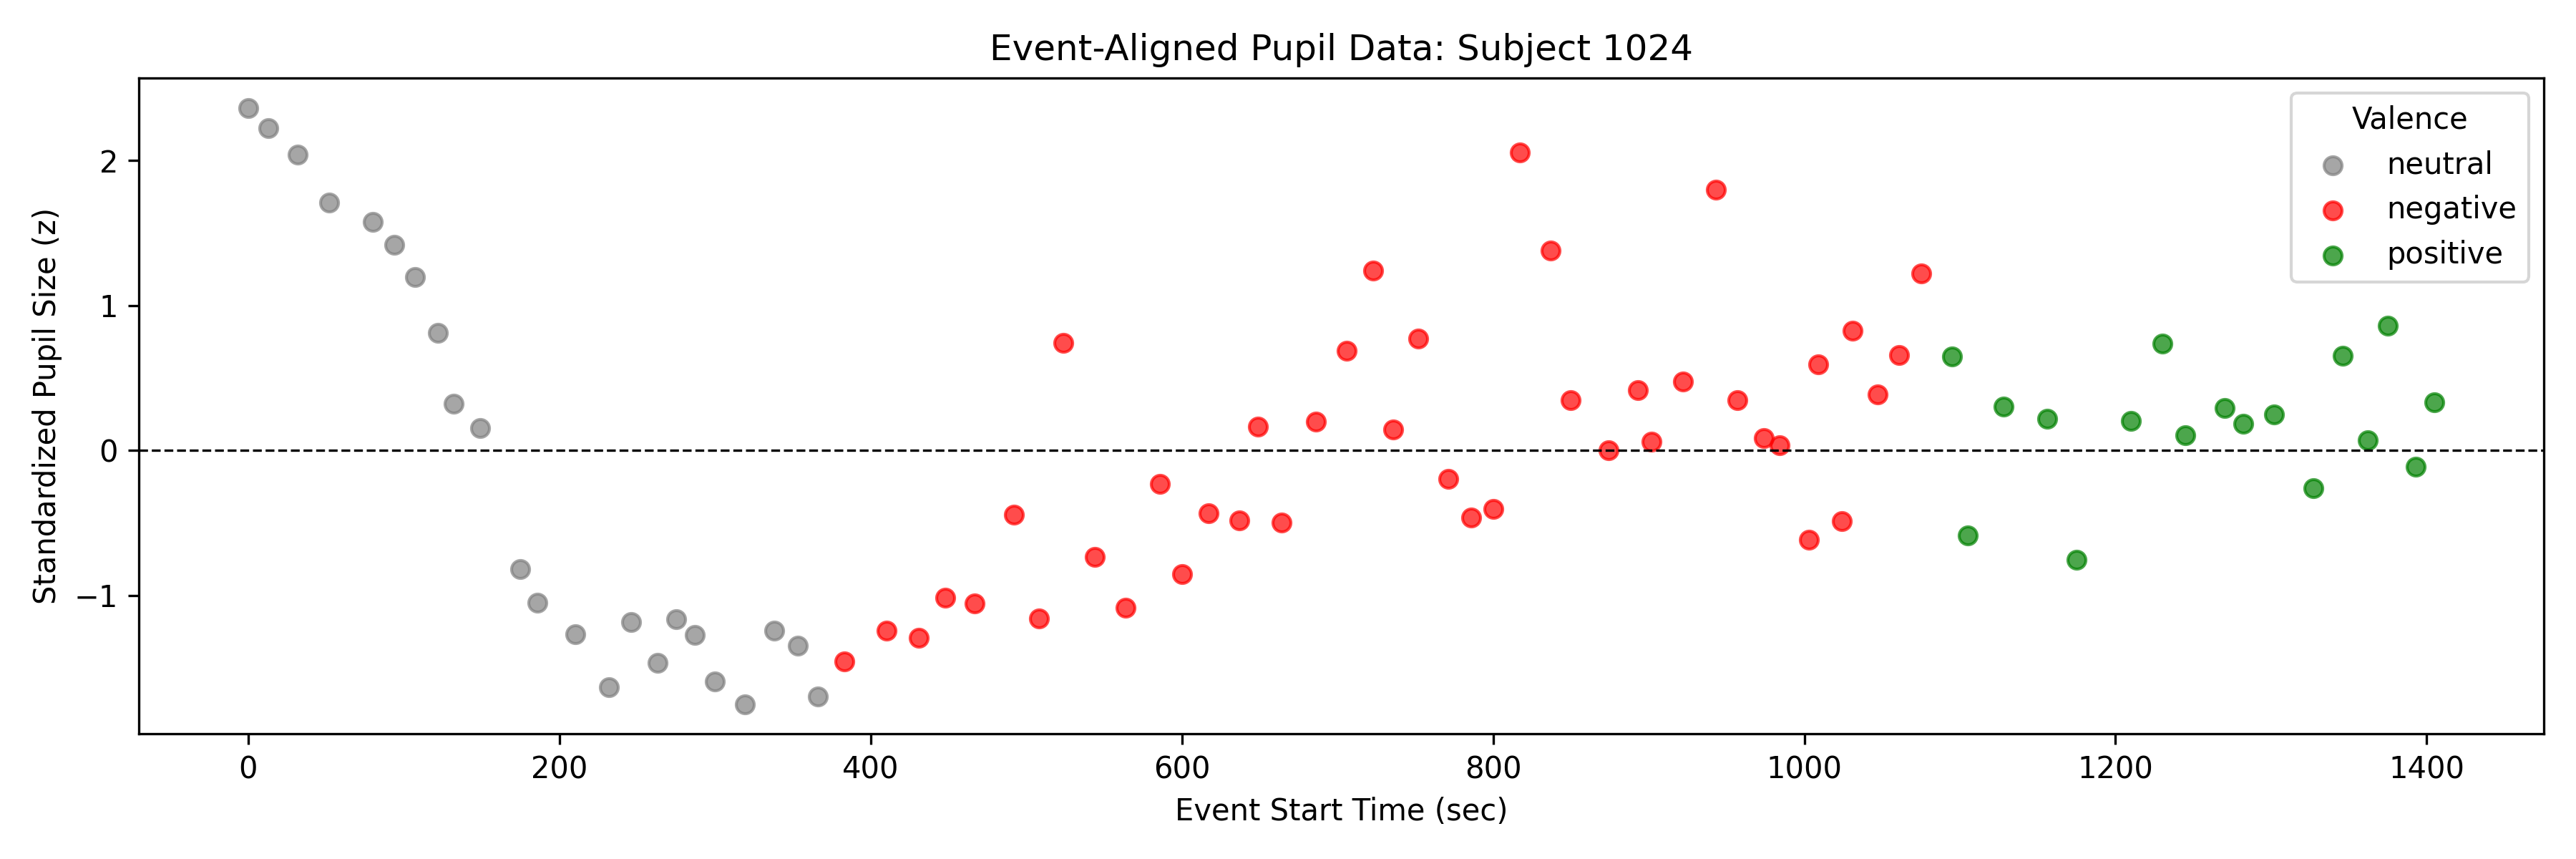 Event-Aligned Pupil Data: Subject 1024
Standardized Pupil Size (z)
2
1
0
−1
Valence
neutral
negative
positive
0 200 400 600 800 1000 1200 1400
Event Start Time (sec)